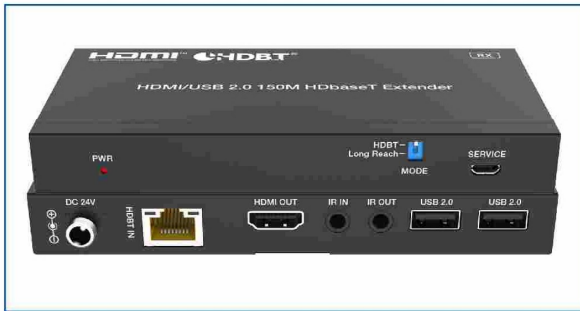 HDMI™ HDBT®
RX
HDMI/USB 2.0 150M HDbaseT Extender
HDBT
Long Reach
PWR
MODE
SERVICE
DC 24V
HDBT IN
HDMI OUT
IR IN
IR OUT
USB 2.0
USB 2.0